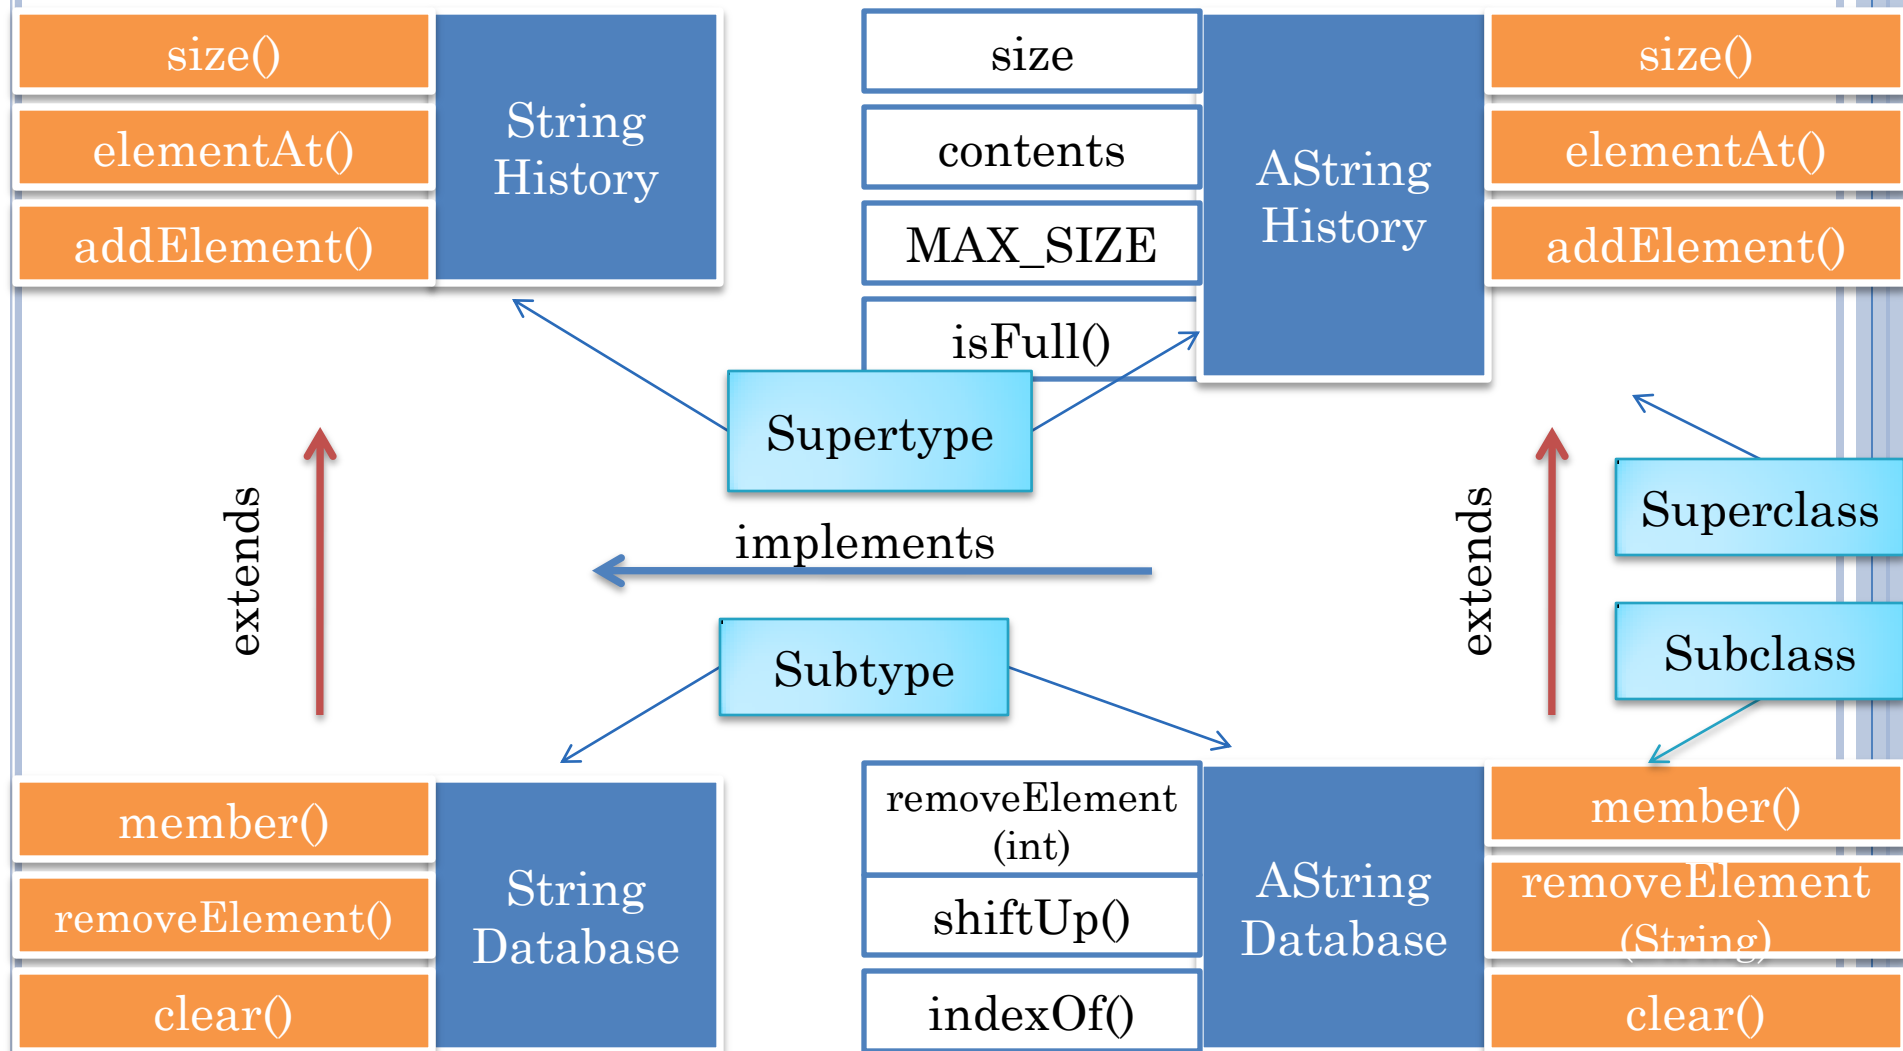 size()
elementAt()
addElement()
String
History
size
contents
MAX_SIZE
isFull()
AString
History
size()
elementAt()
addElement()
Supertype
Superclass
extends
implements
extends
Subtype
Subclass
member()
removeElement()
clear()
String
Database
removeElement
(int)
shiftUp()
indexOf()
AString
Database
member()
removeElement
(String)
clear()